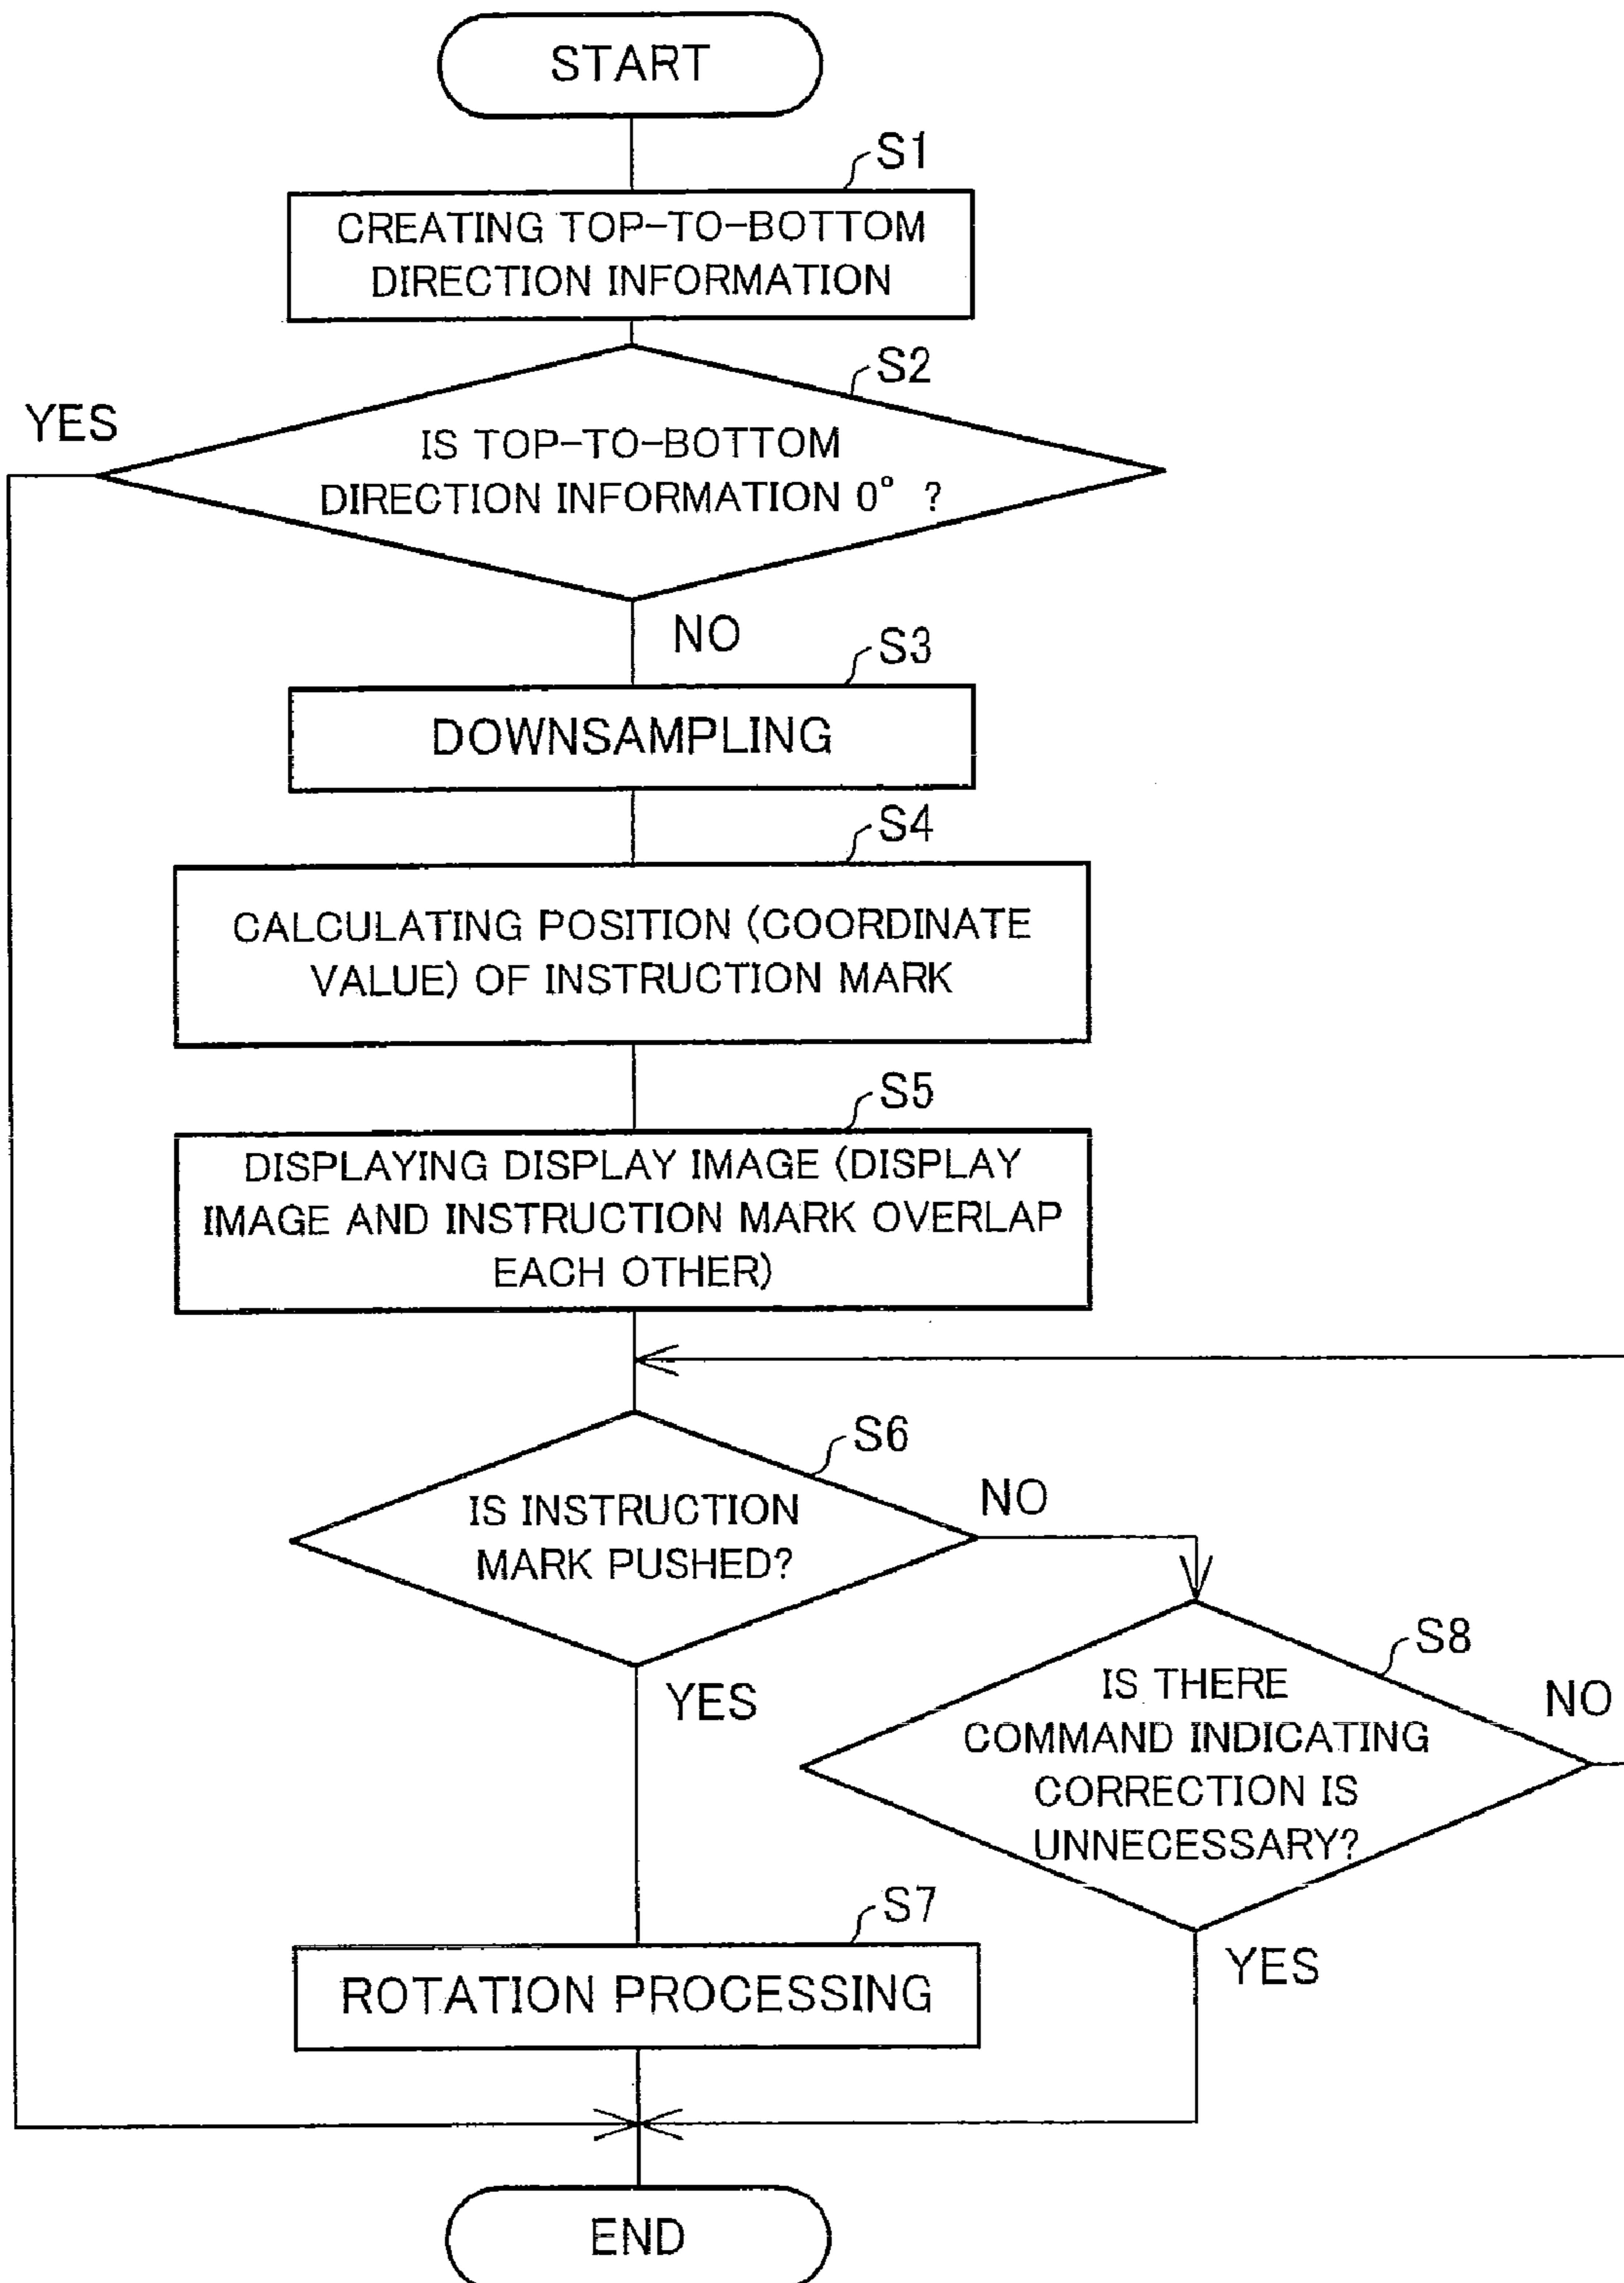 START
S1
CREATING TOP-TO-BOTTOM
DIRECTION INFORMATION
S2
YES
IS TOP-TO-BOTTOM
DIRECTION INFORMATION 0° ?
NO
S3
DOWNSAMPLING
S4
CALCULATING POSITION (COORDINATE
VALUE) OF INSTRUCTION MARK
S5
DISPLAYING DISPLAY IMAGE (DISPLAY
IMAGE AND INSTRUCTION MARK OVERLAP
EACH OTHER)
S6
NO
IS INSTRUCTION
MARK PUSHED?
YES
S8
NO
IS THERE
COMMAND INDICATING
CORRECTION IS
UNNECESSARY?
YES
S7
ROTATION PROCESSING
END